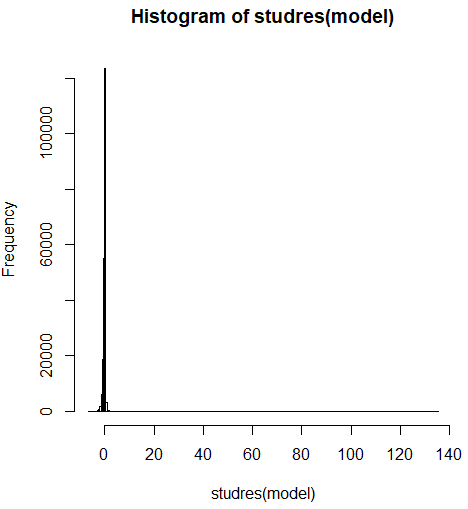 Histogram of studres(model)
Frequency
100000
60000
20000
0
0 20 40 60 80 100 120 140
studres(model)